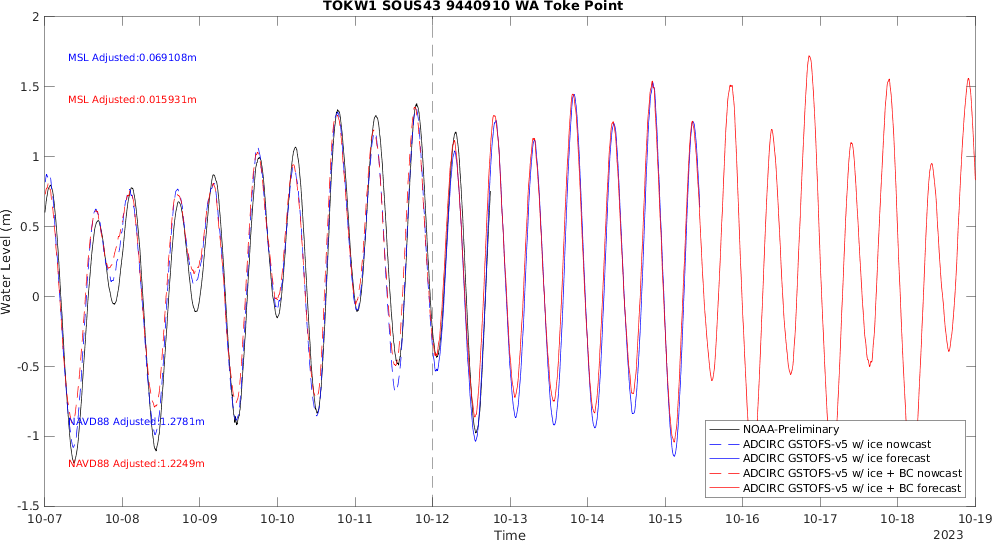 TOKW1 SOUS43 9440910 WA Toke Point
2
1.5
1
0.5
0
-0.5
-1
-1.5
Water Level (m)
MSL Adjusted:0.069108m
MSL Adjusted:0.015931m
NAVD88 Adjusted:1.2781m
NAVD88 Adjusted:1.2249m
NOAA-Preliminary
ADCIRC GSTOFS-v5 w/ ice nowcast
ADCIRC GSTOFS-v5 w/ ice forecast
ADCIRC GSTOFS-v5 w/ ice + BC nowcast
ADCIRC GSTOFS-v5 w/ ice + BC forecast
10-07 10-08 10-09 10-10 10-11 10-12 10-13 10-14 10-15 10-16 10-17 10-18 10-19
Time
2023